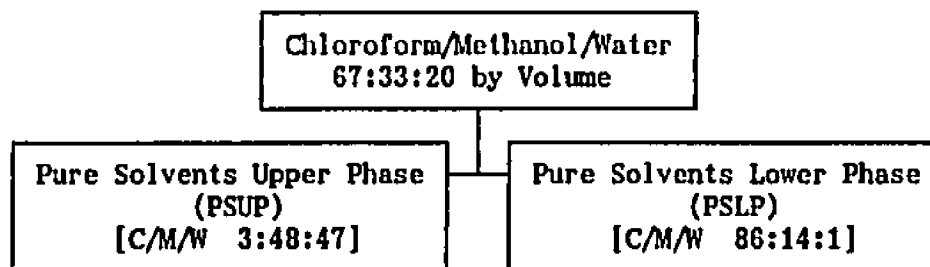 Chloroform/Methanol/Water
67:33:20 by Volume
Pure Solvents Upper Phase
(PSUP)
[C/M/W 3:48:47]
Pure Solvents Lower Phase
(PSLP)
[C/M/W 86:14:1]